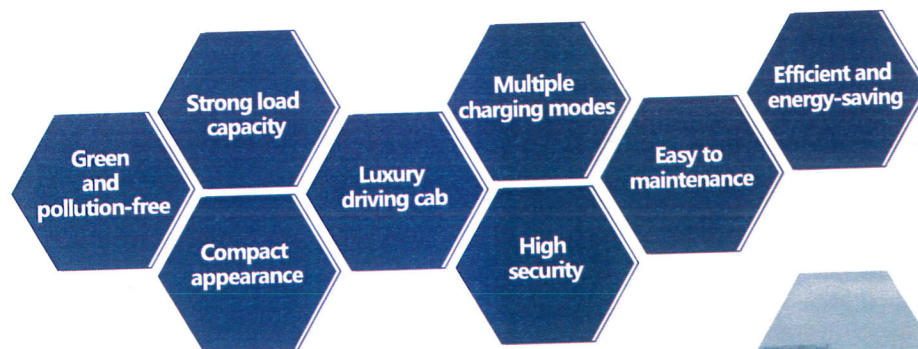 Green
and
pollution-free
Strong load
capacity
Compact
appearance
Luxury
driving cab
Multiple
charging modes
High
security
Easy to
maintenance
Efficient and
energy-saving